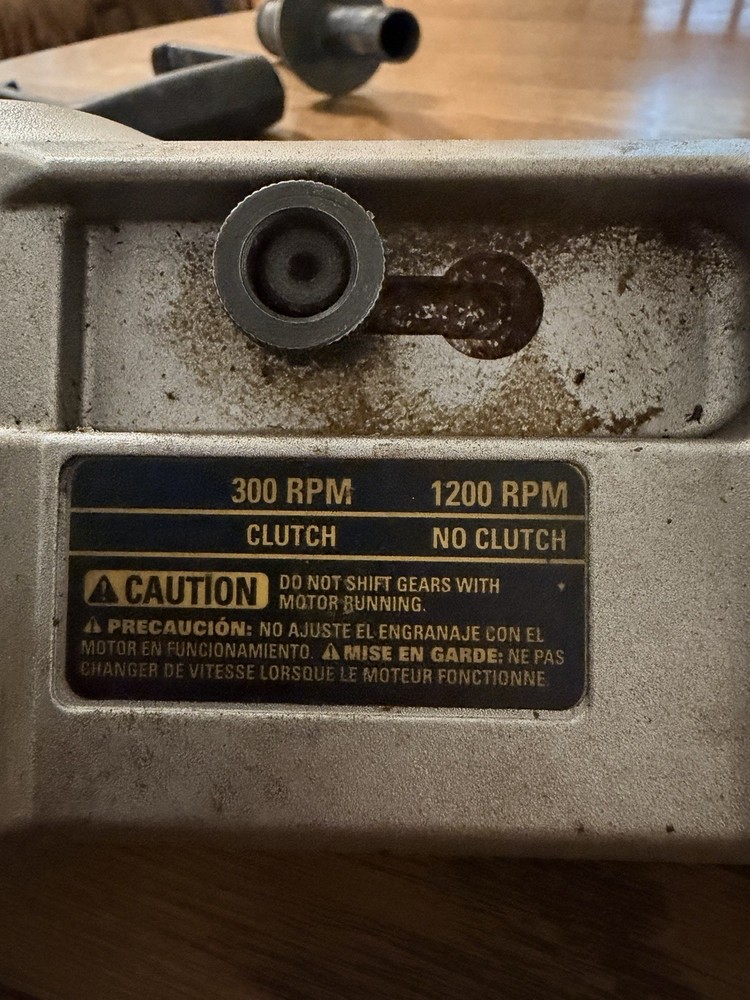 300 RPM 1200 RPM
CLUTCH NO CLUTCH
CAUTION DO NOT SHIFT GEARS WITH
MOTOR RUNNING.
PRECAUCIÓN: NO AJUSTE EL ENGRANAJE CON EL
MOTOR EN FUNCIONAMIENTO. MISE EN GARDE: NE PAS
CHANGER DE VITESSE LORSQUE LE MOTEUR FONCTIONNE.